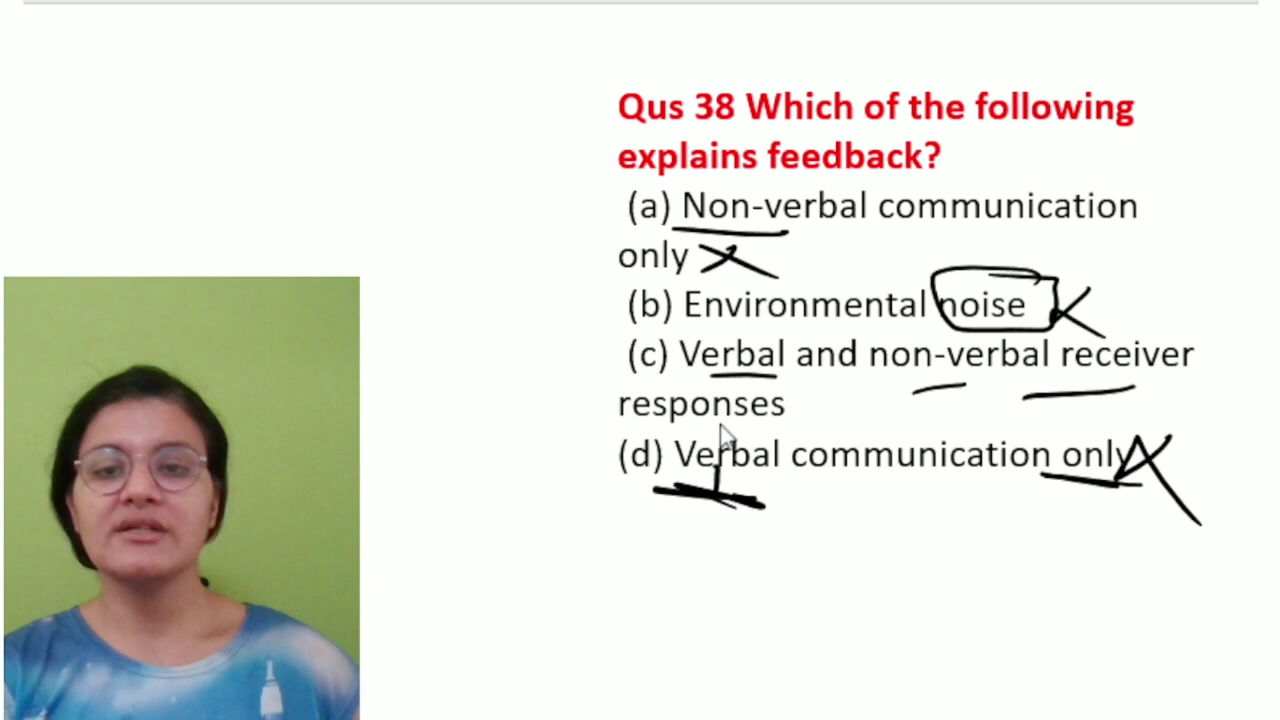 Qus 38 Which of the following
explains feedback?
(a) Non-verbal communication
only
(b) Environmental noise
(c) Verbal and non-verbal receiver
responses
(d) Verbal communication only